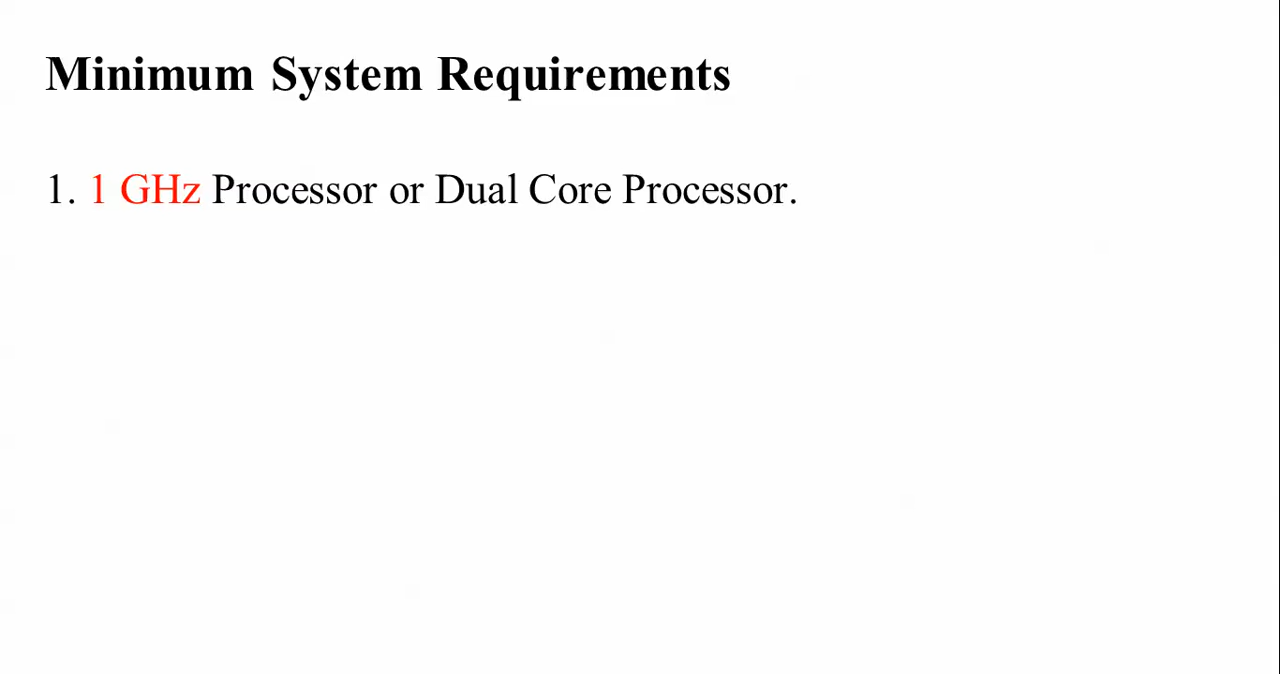 Minimum System Requirements
1. 1 GHz Processor or Dual Core Processor.